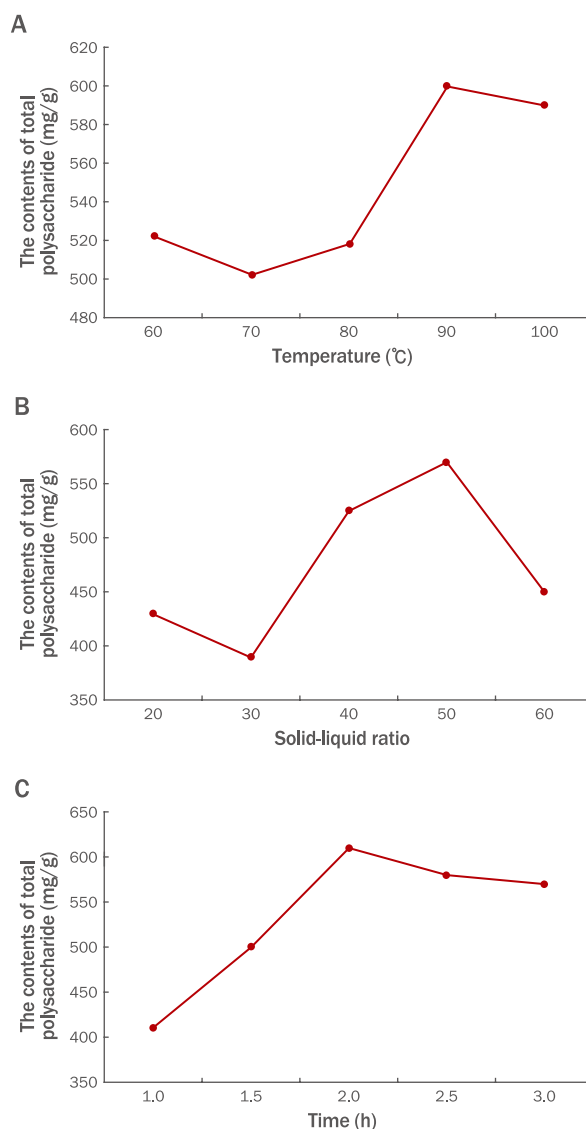 A
The contents of total
polysaccharide (mg/g)
620
600
580
560
540
520
500
480
60 70 80 90 100
Temperature (℃)
B
The contents of total
polysaccharide (mg/g)
600
550
500
450
400
350
20 30 40 50 60
Solid-liquid ratio
C
The contents of total
polysaccharide (mg/g)
650
600
650
500
450
400
350
1.0 1.5 2.0 2.5 3.0
Time (h)